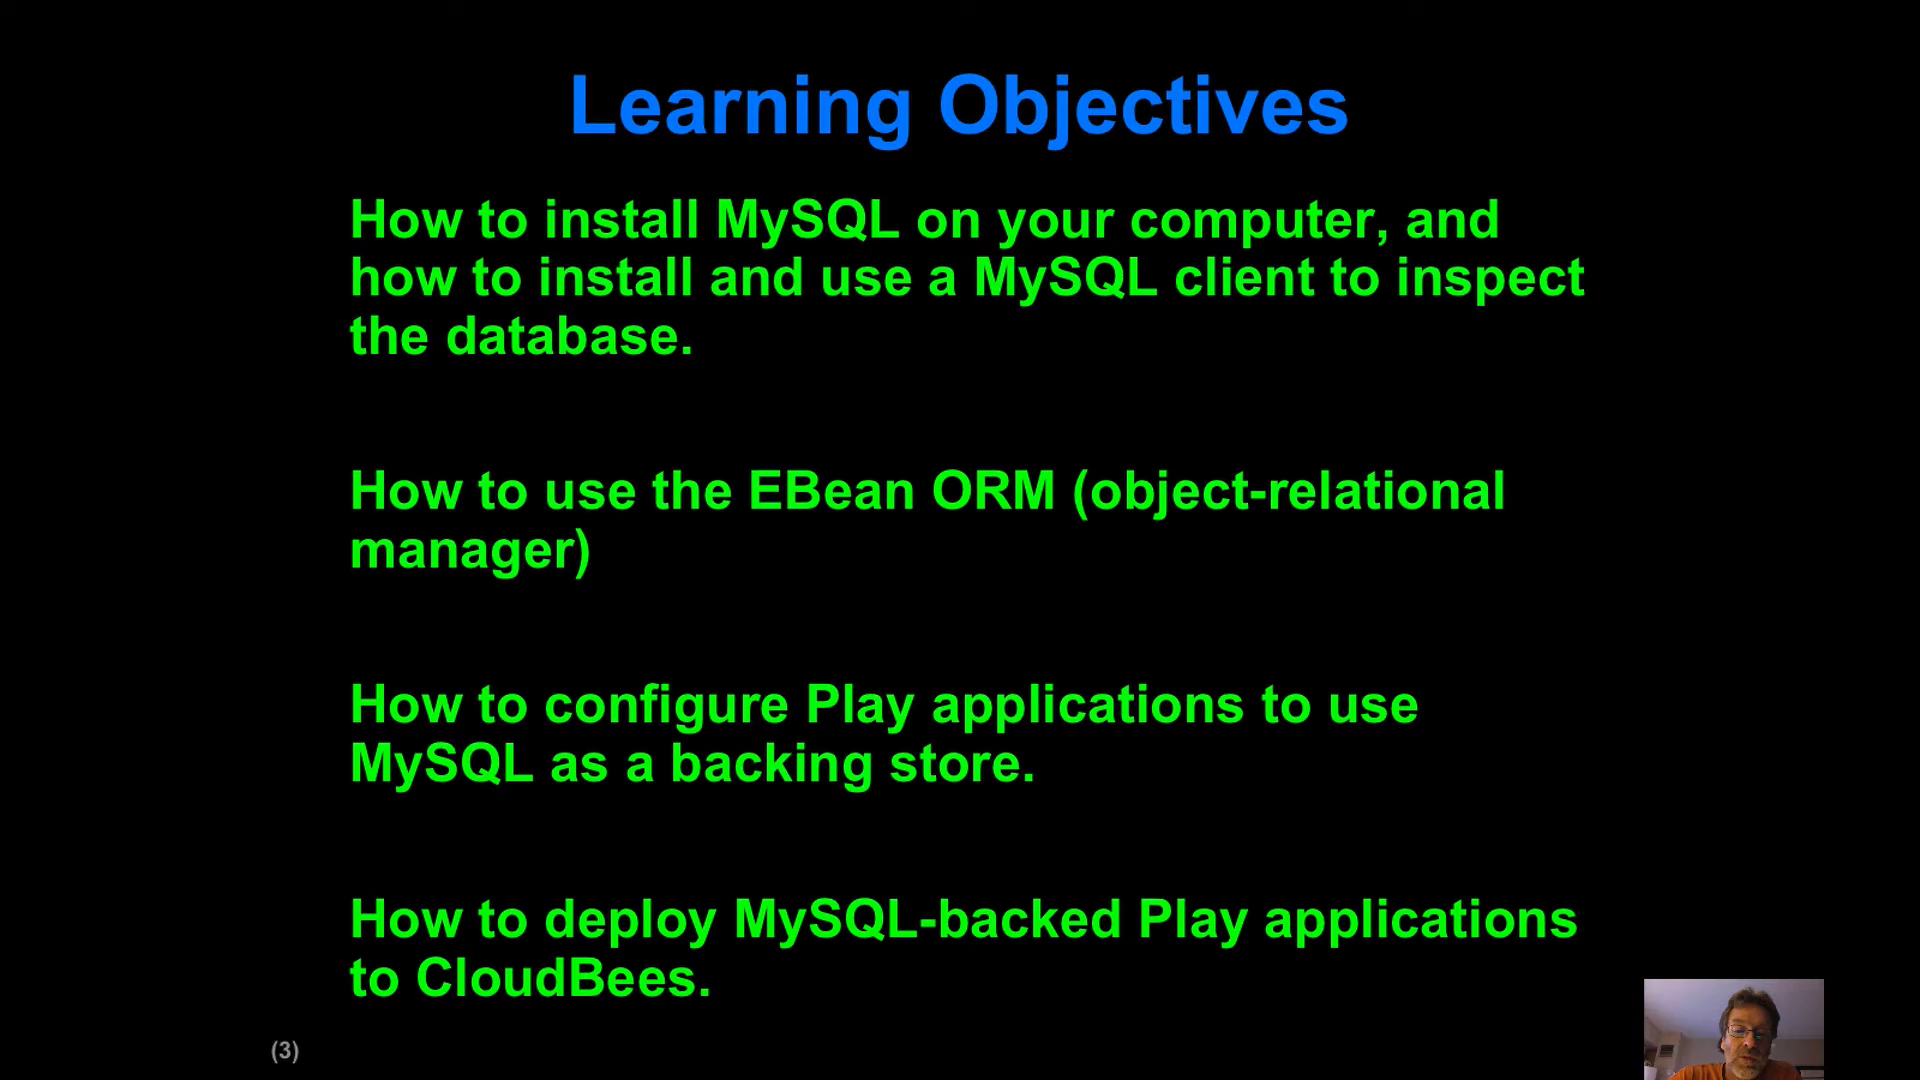 Learning Objectives
How to install MySQL on your computer, and
how to install and use a MySQL client to inspect
the database.
How to use the EBean ORM (object-relational
manager)
How to configure Play applications to use
MySQL as a backing store.
How to deploy MySQL-backed Play applications
to CloudBees.
(3)